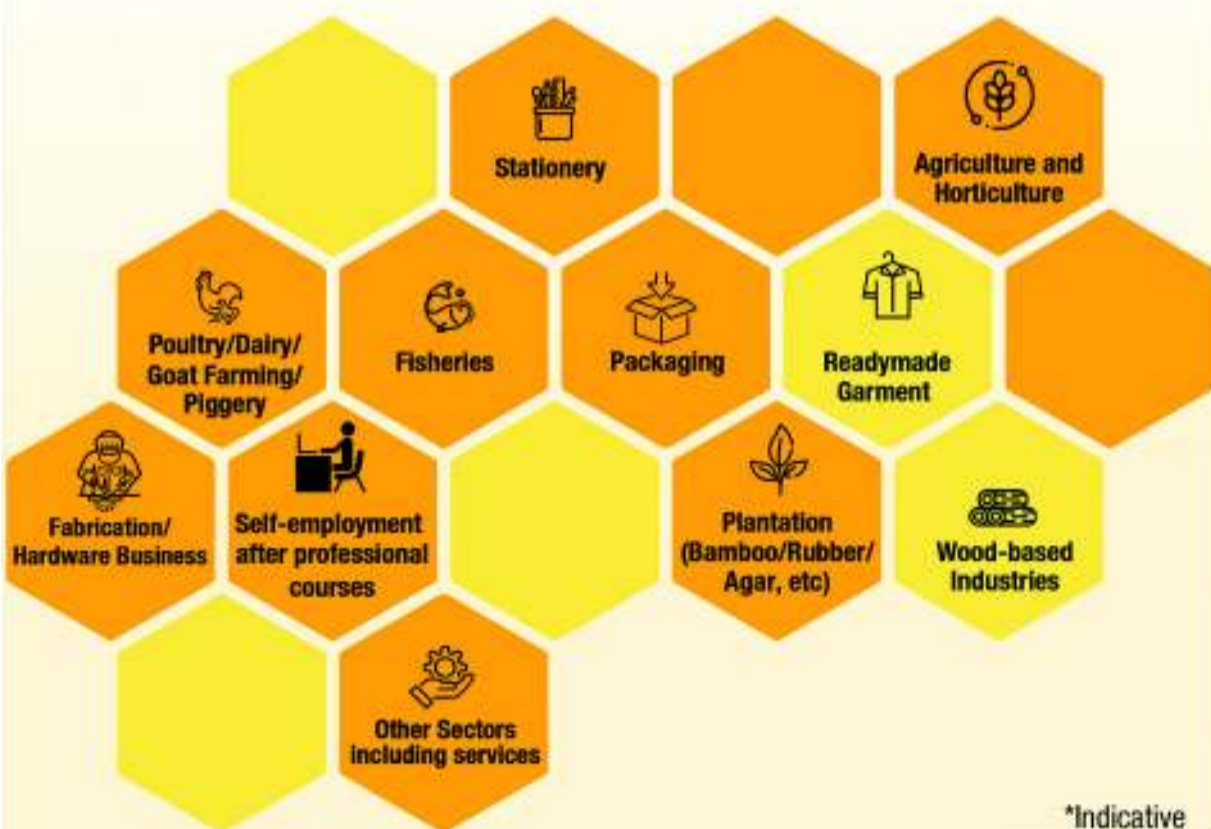 Stationery
Agriculture and
Horticulture
Poultry/Dairy/
Goat Farming/
Piggery
Fisheries
Packaging
Readymade
Garment
Fabrication/
Hardware Business
Self-employment
after professional
courses
Plantation
(Bamboo/Rubber/
Agar, etc)
Wood-based
Industries
Other Sectors
including services
*Indicative